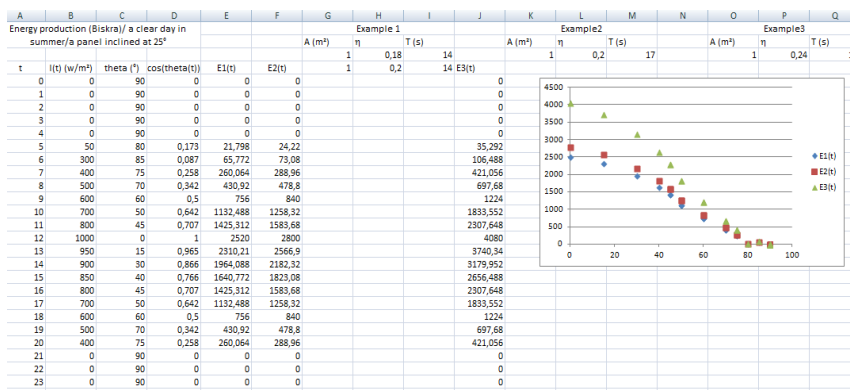 A B C D E F G H I J K L M N O P Q
Energy production (Biskra)/ a clear day in Example 1 Example2 Example3
summer/a panel inclined at 25° A (m²) η T (s) A (m²) η T (s) A (m²) η T (s)
1 0,18 14 1 0,2 17 1 0,24
t I(t) (w/m²) theta (°) cos(theta(t)) E1(t) E2(t) 1 0,2 14 E3(t)
0 0 90 0 0 0 0
1 0 90 0 0 0 0
2 0 90 0 0 0 0
3 0 90 0 0 0 0
4 0 90 0 0 0 0
5 50 80 0,173 21,798 24,22 35,292
6 300 85 0,087 65,772 73,08 106,488
7 400 75 0,258 260,064 288,96 421,056
8 500 70 0,342 430,92 478,8 697,68
9 600 60 0,5 756 840 1224
10 700 50 0,642 1132,488 1258,32 1833,552
11 800 45 0,707 1425,312 1583,68 2307,648
12 1000 0 1 2520 2800 4080
13 950 15 0,965 2310,21 2566,9 3740,34
14 900 30 0,866 1964,088 2182,32 3179,952
15 850 40 0,766 1640,772 1823,08 2656,488
16 800 45 0,707 1425,312 1583,68 2307,648
17 700 50 0,642 1132,488 1258,32 1833,552
18 600 60 0,5 756 840 1224
19 500 70 0,342 430,92 478,8 697,68
20 400 75 0,258 260,064 288,96 421,056
21 0 90 0 0 0 0
22 0 90 0 0 0 0
23 0 90 0 0 0 0
4500
4000
3500
3000
2500
2000
1500
1000
500
0
0 20 40 60 80 100
E1(t)
E2(t)
E3(t)